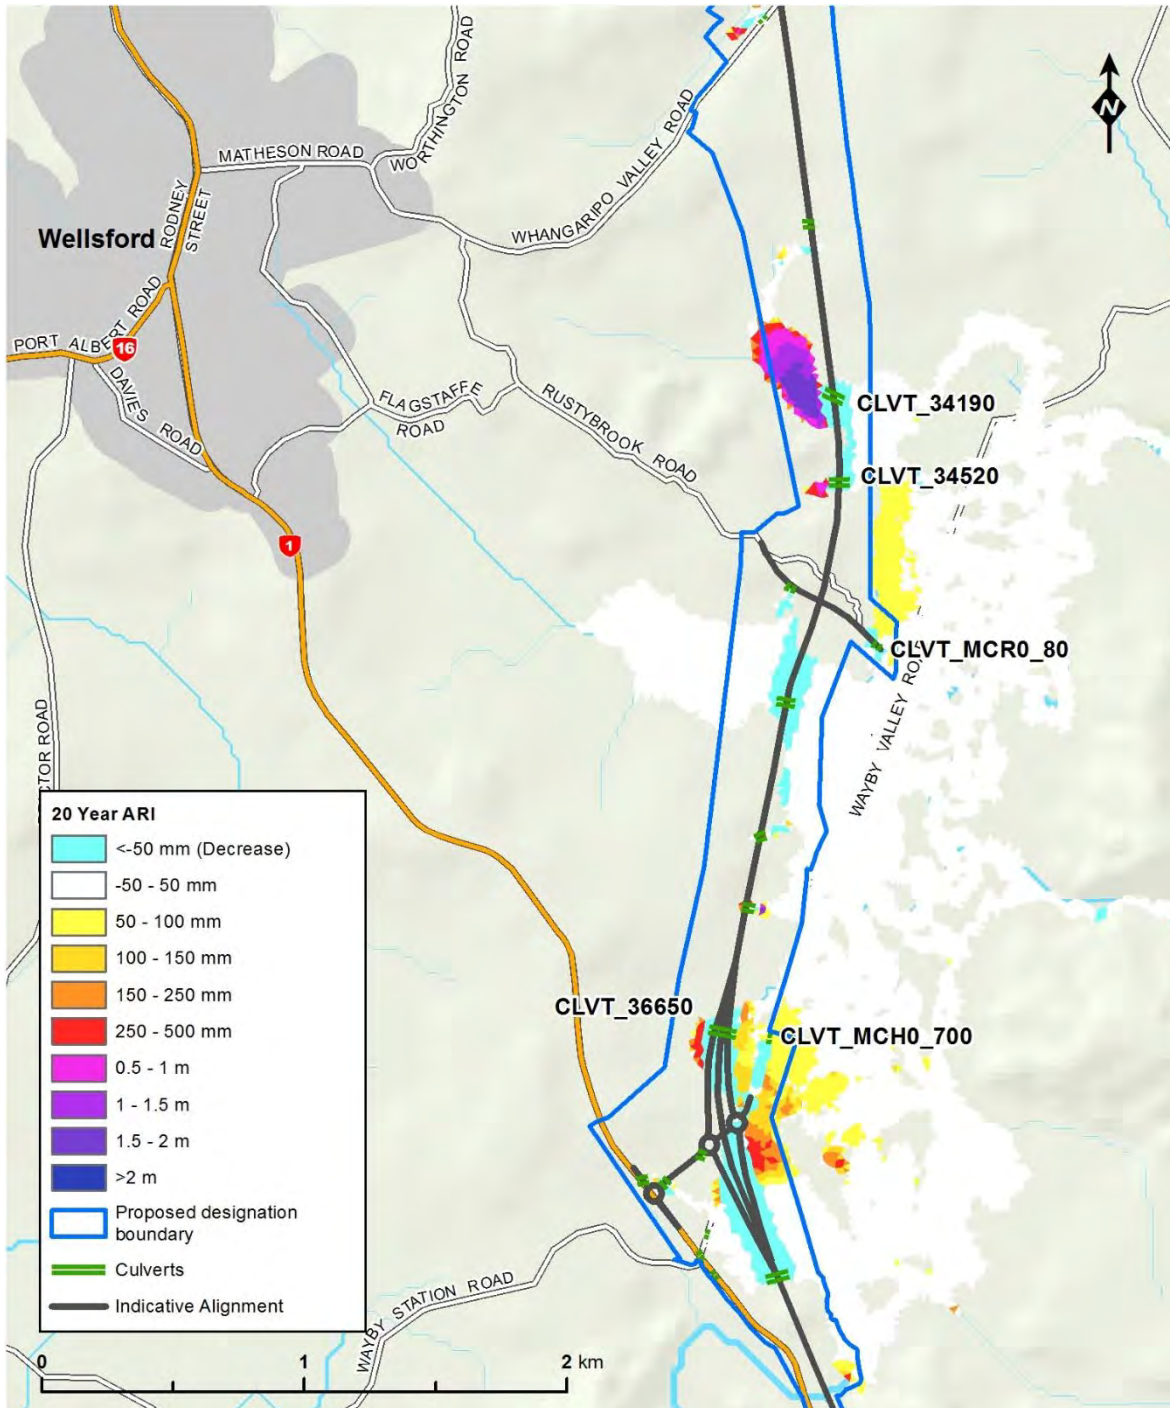 N
WORTHINGTON ROAD
MATHESON ROAD
WHANGARIPO VALLEY ROAD
RODNEY
STREET
Wellsford
PORT ALBERT ROAD
16
DAVIES ROAD
FLAGSTAFFE
ROAD
RUSTYBROOK ROAD
CLVT_34190
CLVT_34520
1
CLVT_MCR0_80
WAYBY VALLEY
CTOR ROAD
20 Year ARI
<-50 mm (Decrease)
-50 - 50 mm
50 - 100 mm
100 - 150 mm
150 - 250 mm
250 - 500 mm
0.5 - 1 m
1 - 1.5 m
1.5 - 2 m
>2 m
Proposed designation
boundary
Culverts
Indicative Alignment
CLVT_36650
CLVT_MCH0_700
WAYBY STATION ROAD
0
1
2 km